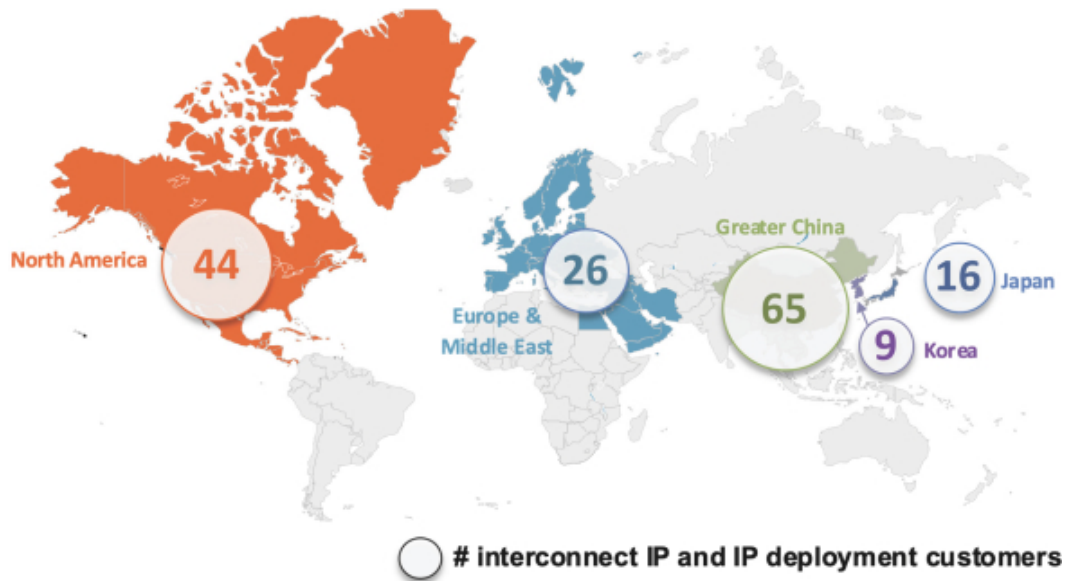 Greater China
North America
44
26
65
16
Japan
Europe &
Middle East
9
Korea
# interconnect IP and IP deployment customers